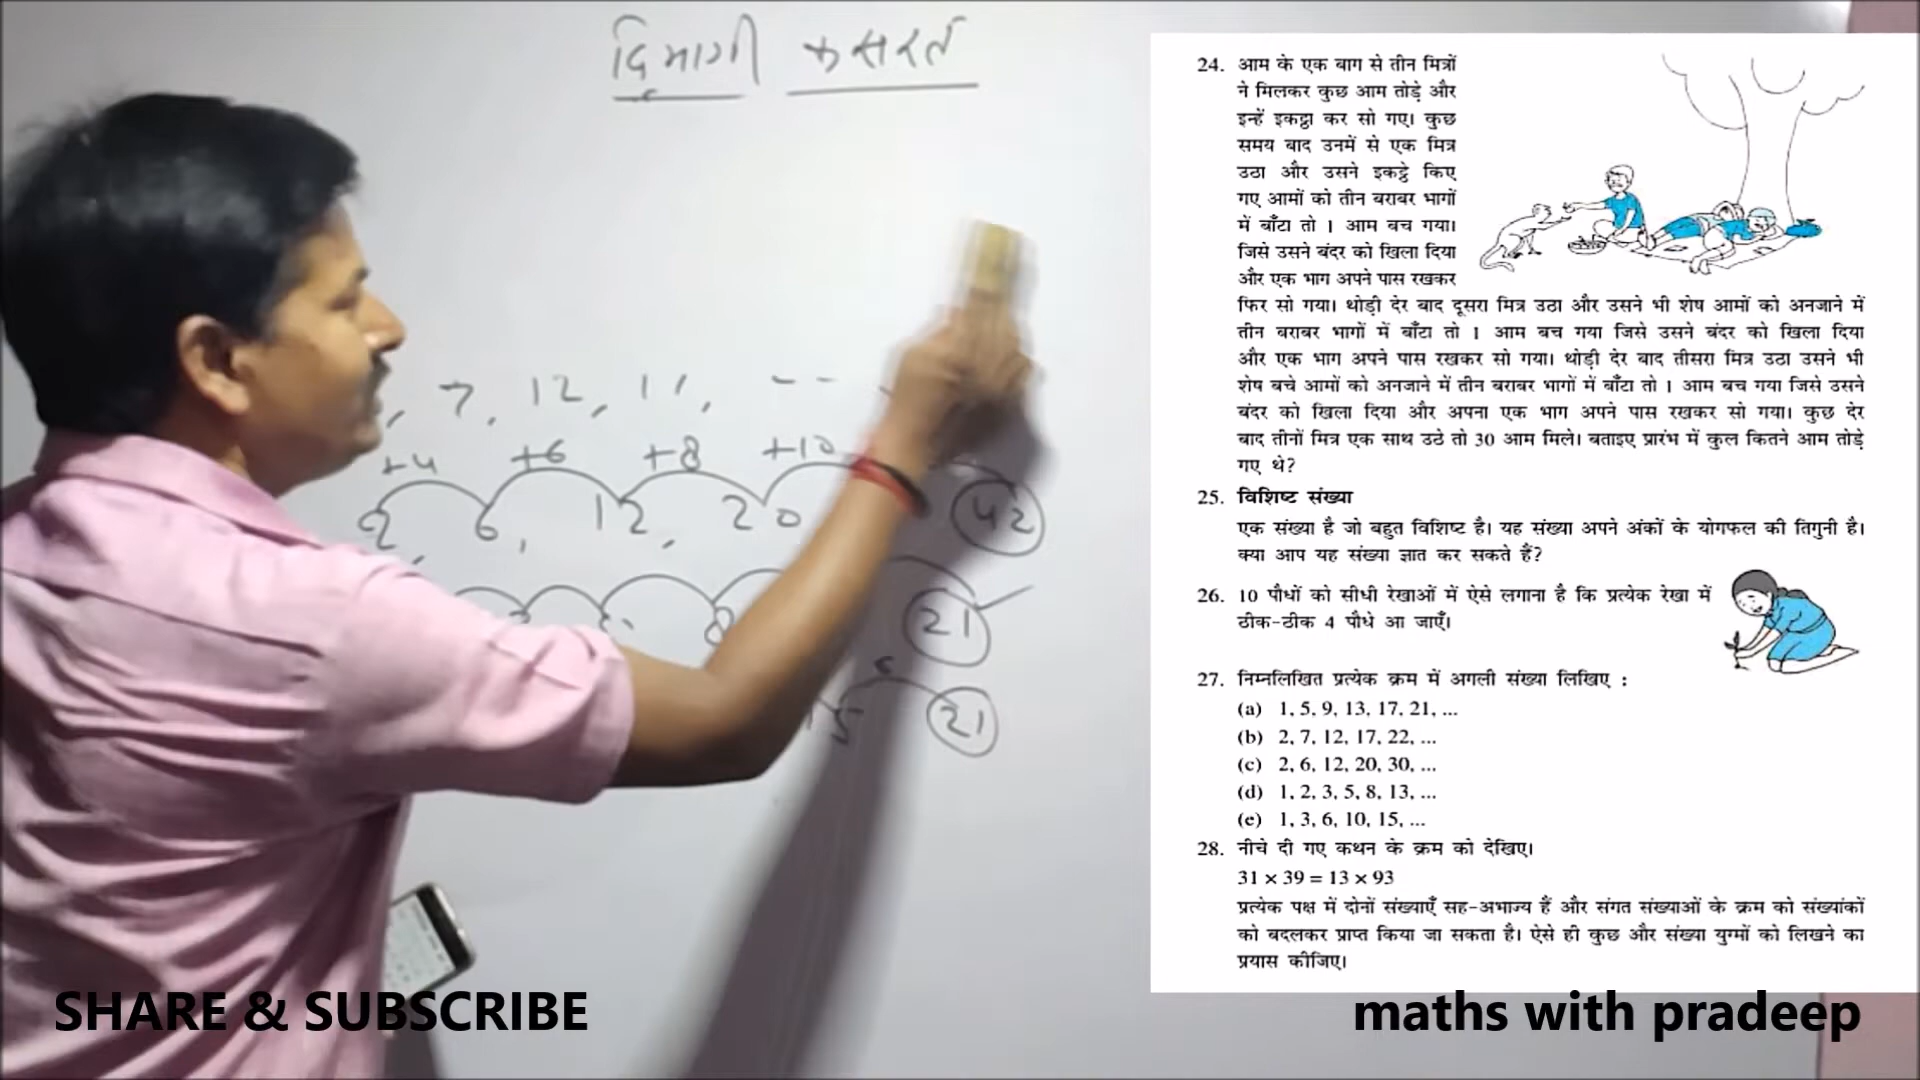 दिमागी कसरत
, 7, 12, 17, - -
+4 +6 +8 +10
2, 6, 12, 20 42
21
15 21
24. आम के एक बाग से तीन मित्रों
ने मिलकर कुछ आम तोड़े और
इन्हें इकट्ठा कर सो गए। कुछ
समय बाद उनमें से एक मित्र
उठा और उसने इकट्ठे किए
गए आमों को तीन बराबर भागों
में बाँटा तो 1 आम बच गया।
जिसे उसने बंदर को खिला दिया
और एक भाग अपने पास रखकर
फिर सो गया। थोड़ी देर बाद दूसरा मित्र उठा और उसने भी शेष आमों को अनजाने में
तीन बराबर भागों में बाँटा तो 1 आम बच गया जिसे उसने बंदर को खिला दिया
और एक भाग अपने पास रखकर सो गया। थोड़ी देर बाद तीसरा मित्र उठा उसने भी
शेष बचे आमों को अनजाने में तीन बराबर भागों में बाँटा तो 1 आम बच गया जिसे उसने
बंदर को खिला दिया और अपना एक भाग अपने पास रखकर सो गया। कुछ देर
बाद तीनों मित्र एक साथ उठे तो 30 आम मिले। बताइए प्रारंभ में कुल कितने आम तोड़े
गए थे?
25. विशिष्ट संख्या
एक संख्या है जो बहुत विशिष्ट है। यह संख्या अपने अंकों के योगफल की तिगुनी है।
क्या आप यह संख्या ज्ञात कर सकते हैं?
26. 10 पौधों को सीधी रेखाओं में ऐसे लगाना है कि प्रत्येक रेखा में
ठीक-ठीक 4 पौधे आ जाएँ।
27. निम्नलिखित प्रत्येक क्रम में अगली संख्या लिखिए :
(a) 1, 5, 9, 13, 17, 21, ...
(b) 2, 7, 12, 17, 22, ...
(c) 2, 6, 12, 20, 30, ...
(d) 1, 2, 3, 5, 8, 13, ...
(e) 1, 3, 6, 10, 15, ...
28. नीचे दी गए कथन के क्रम को देखिए।
31 × 39 = 13 × 93
प्रत्येक पक्ष में दोनों संख्याएँ सह-अभाज्य हैं और संगत संख्याओं के क्रम को संख्यांकों
को बदलकर प्राप्त किया जा सकता है। ऐसे ही कुछ और संख्या युग्मों को लिखने का
प्रयास कीजिए।
SHARE & SUBSCRIBE
maths with pradeep